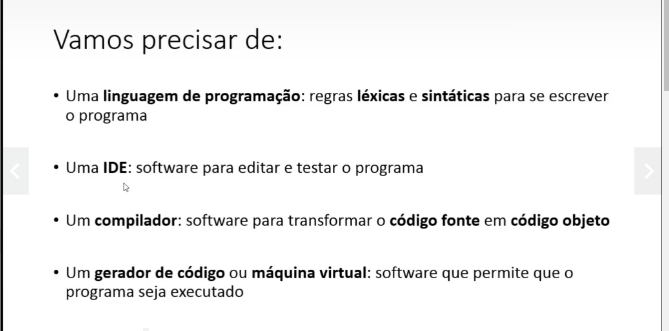 Vamos precisar de:
• Uma linguagem de programação: regras léxicas e sintáticas para se escrever
o programa
• Uma IDE: software para editar e testar o programa
• Um compilador: software para transformar o código fonte em código objeto
• Um gerador de código ou máquina virtual: software que permite que o
programa seja executado